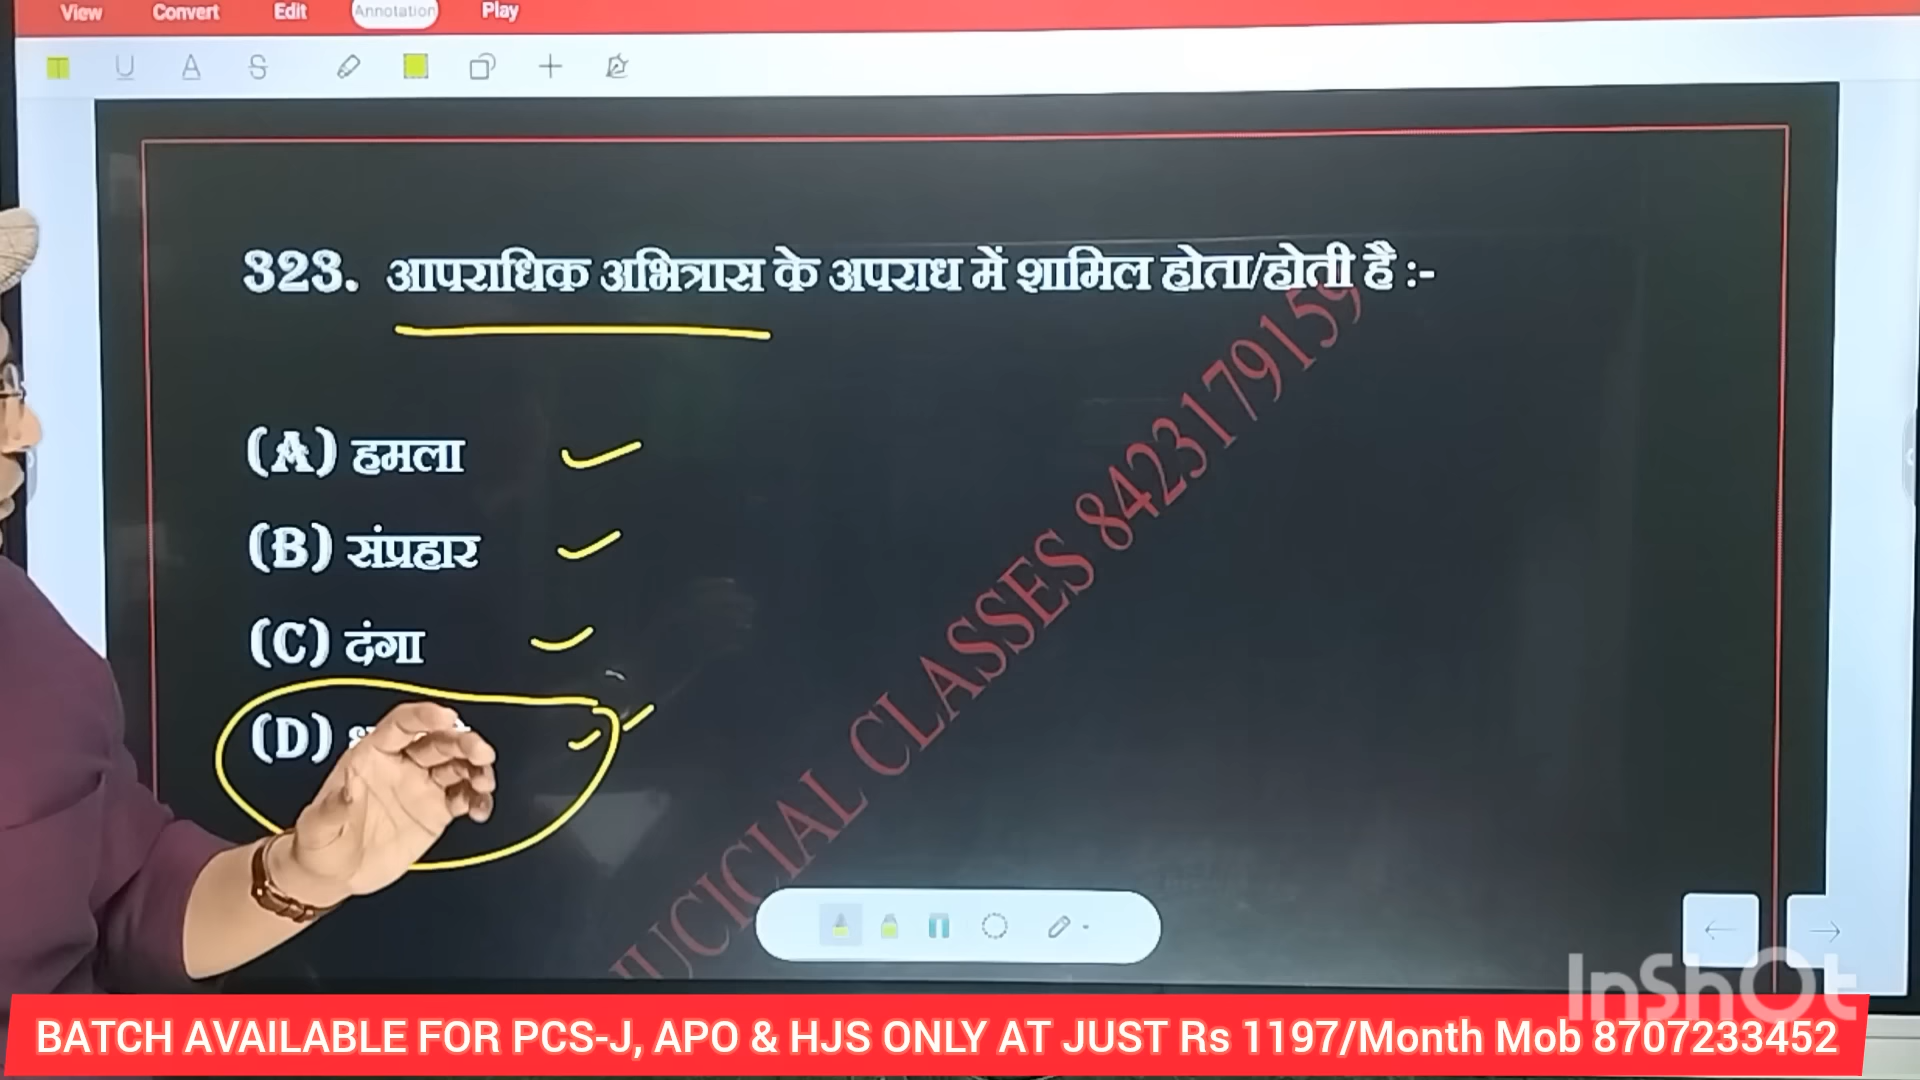 View Convert Edit Annotation Play
T U A S
323. आपराधिक अभित्रास के अपराध में शामिल होता/होती है :-
(A) हमला
(B) संप्रहार
(C) दंगा
(D)
JUCICIAL CLASSES 8423179159
InShOt
BATCH AVAILABLE FOR PCS-J, APO & HJS ONLY AT JUST Rs 1197/Month Mob 8707233452